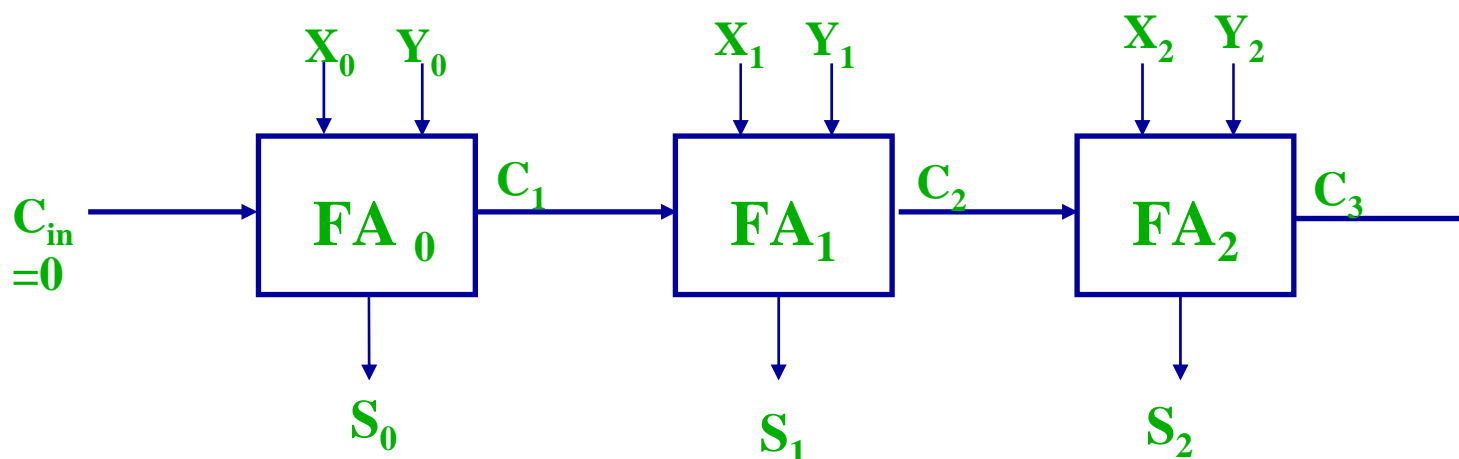 X₀ Y₀ X₁ Y₁ X₂ Y₂
C₁ C₂ C₃
Cᵢₙ FA ₀ FA₁ FA₂
=0
S₀ S₁ S₂